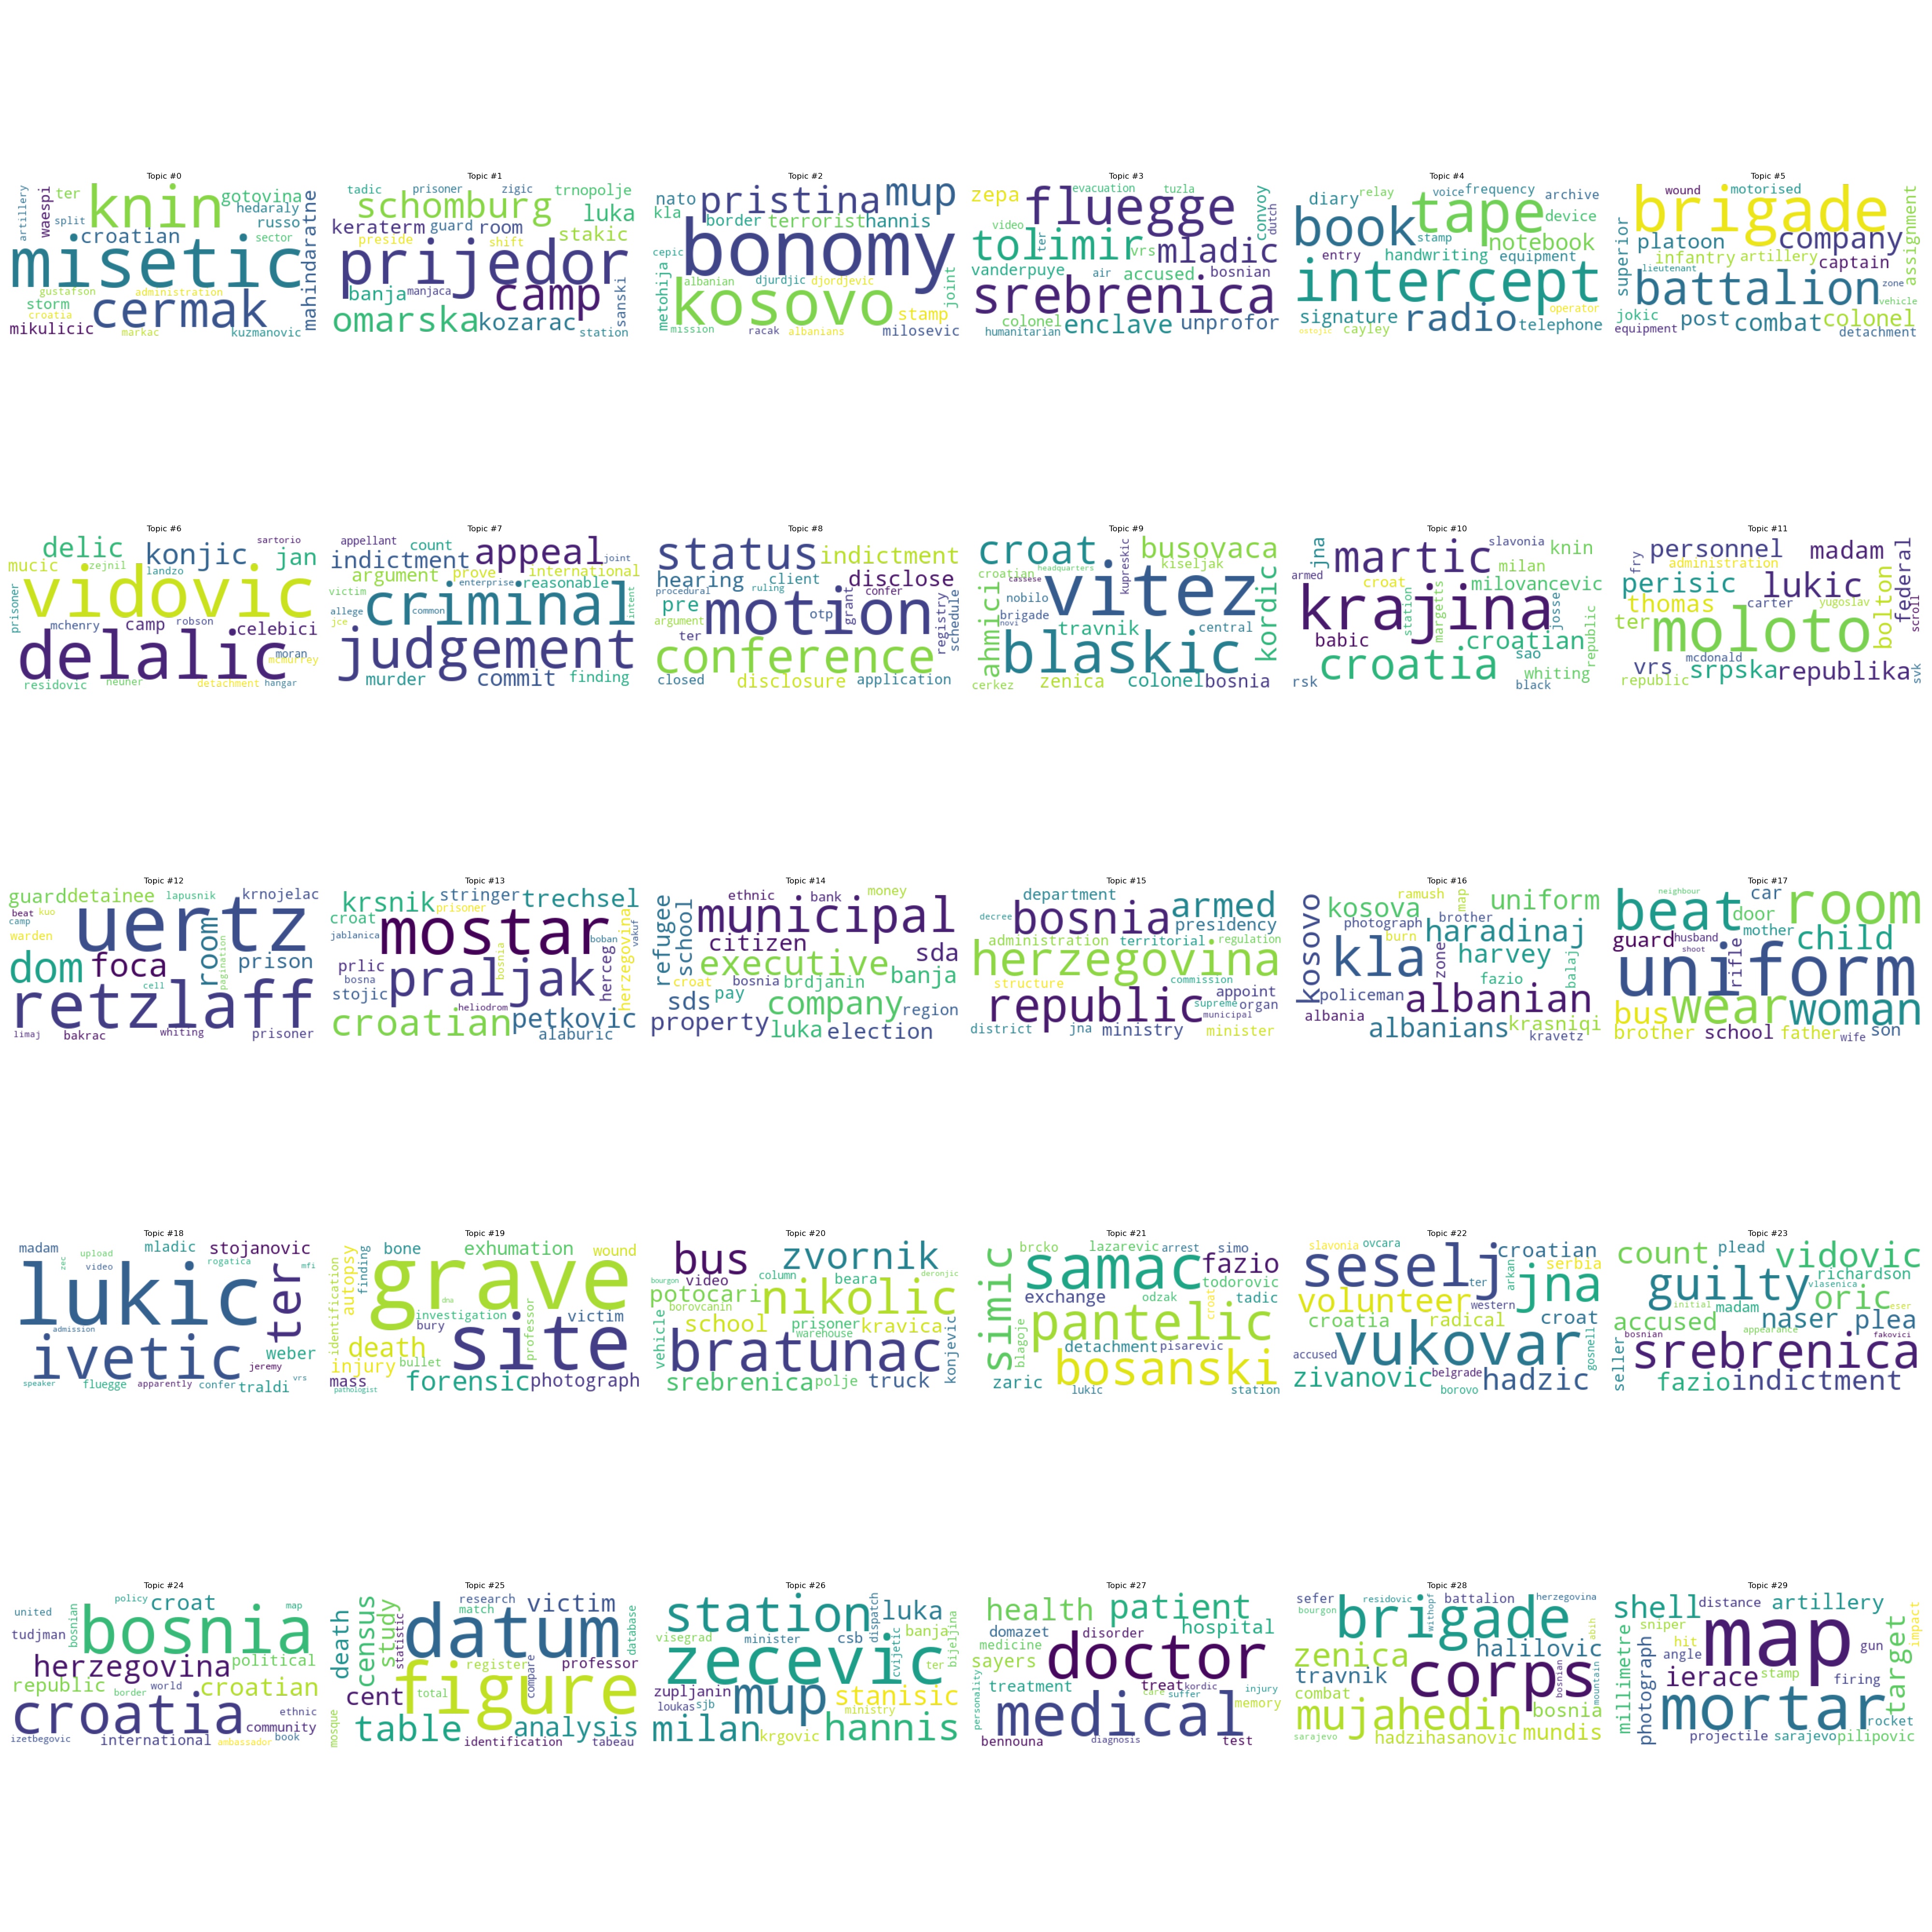 Topic #0
artillery waespi ter knin gotovina
hedaraly
split croatian russo
sector
misetic mahindaratne
gustafson administration
storm cermak
croatia
mikulicic markac kuzmanovic
Topic #1
tadic prisoner zigic trnopolje
schomburg luka
keraterm guard room
preside shift stakic
prijedor
banja manjaca camp sanski
omarska kozarac station
Topic #2
nato pristina mup
kla border terrorist hannis
cepic bonomy
metohija albanian djurdjic djordjevic joint
kosovo stamp
mission racak albanians milosevic
Topic #3
zepa evacuation tuzla
fluegge convoy dutch
video
tolimir ter vrs mladic
vanderpuye air accused bosnian
srebrenica
colonel enclave unprofor
humanitarian
Topic #4
diary relay voice frequency archive
book tape device
stamp notebook
entry handwriting equipment
intercept
signature radio operator
telephone
cayley
Topic #5
wound motorised
brigade assignment
superior platoon company
infantry artillery captain
lieutenant zone
battalion vehicle
jokic post combat colonel
equipment detachment
Topic #6
delic konjic sartorio
jan
mucic zejnil landzo
prisoner vidovic
mchenry camp robson celebici
delalic moran
mcmurrey
residovic neuner detachment hangar
Topic #7
appellant count appeal joint
indictment
argument prove international
victim enterprise reasonable
allege criminal common intent
jce
judgement
murder commit finding
Topic #8
status indictment
hearing client disclose
procedural ruling confer
pre motion otp grant registry schedule
argument
ter
conference
closed disclosure application
Topic #9
croat headquarters kupreskic busovaca
croatian cassese kiseljak
nobilo vitez kordic
brigade
novi
ahmici travnik central
blaskic
cerkez zenica colonel bosnia
Topic #10
jna martic slavonia knin
armed croat milan
milovancevic
krajina station margetts josser republic
babic croatian
croatia sao
whiting
rsk black
Topic #11
fry personnel madam federal
administration
perisic lukic
thomas carter yugoslav bolton scroll
ter moloto
vrs mcdonald
srpska republika
republic svk
Topic #12
guard detainee lapusnik krnojelac
beat kuo
camp uertz
warden
dom foca room pagination prison
cell
retzlaff
limaj bakrac whiting prisoner
Topic #13
krsnik stringer trechsel
croat prisoner
jablanica mostar boban vakuf
prlic herceg herzegovina
bosna praljak bosnia
stojic
heliodrom
croatian petkovic
alaburic
Topic #14
refugee school ethnic bank money
municipal
citizen sda
executive
croat bosnia brdjanin banja
sds pay company region
property luka election
Topic #15
department
bosnia armed
decree presidency
administration territorial regulation
herzegovina
structure commission
republic appoint
supreme organ
municipal
district jna ministry minister
Topic #16
kosovo ramush map
kosova uniform
photograph brother
burn haradinaj
kla zone harvey balaj
policeman fazio
albania albanian
albanians krasniqi
kravetz
Topic #17
neighbour car
beat door room
mother
guard husband rifle child
shoot
uniform
bus wear woman
brother school father wife son
Topic #18
madam upload mladic stojanovic
zec video rogatica mfi
lukic ter
admission
ivetic weber
jeremy
traldi
speaker fluegge apparently confer vrs
Topic #19
identification autopsy finding bone exhumation wound
grave
dna
investigation victim
bury professor
death
injury bullet site
mass
pathologist forensic photograph
Topic #20
bus zvornik
bourgon video column beara deronjic
potocari nikolic
borovcanin
school prisoner kravica
vehicle warehouse konjevic
bratunac
srebrenica polje truck
Topic #21
brcko lazarevic arrest simo
simic samac fazio
todorovic
exchange odzak tadic
croat
pantelic
blagoje detachment pisarevic
zaric bosanski
lukic station
Topic #22
slavonia ovcara
seselj croatian
ter arkan serbia
volunteer western jna
croatia radical croat
accused vukovar gosnell
zivanovic belgrade hadzic
borovo
Topic #23
count plead vidovic
richardson
guilty vlasenica
oric
initial madam eser
accused naser plea
bosnian appearance fakovici
seller srebrenica
fazio indictment
Topic #24
policy croat map
united bosnian bosnia
tudjman
herzegovina political
republic border world croatian
ethnic
croatia community
izetbegovic international ambassador book
Topic #25
death census study statistic research victim
match database
datum
register compare professor
cent figure
total
mosque table analysis
identification tabeau
Topic #26
station dispatch luka
visegrad minister csb banja
zecevic cvijetic ter bijeljina
zupljanin mup stanisic
loukas sjb ministry
milan krgovic hannis
Topic #27
health patient
domazet disorder hospital
medicine doctor
sayers
treatment treat kordic injury
personality care suffer memory
medical
bennouna diagnosis test
Topic #28
sefer residovic battalion herzegovina
bourgon withopf
brigade abih
zenica halilovic
travnik corps bosnian mountain
combat bosnia
mujahedin
sarajevo hadzihasanovic mundis
Topic #29
shell distance artillery
sniper target impact
millimetre photograph hit map gun
angle
ierace stamp firing
mortar
rocket
projectile sarajevo pilipovic